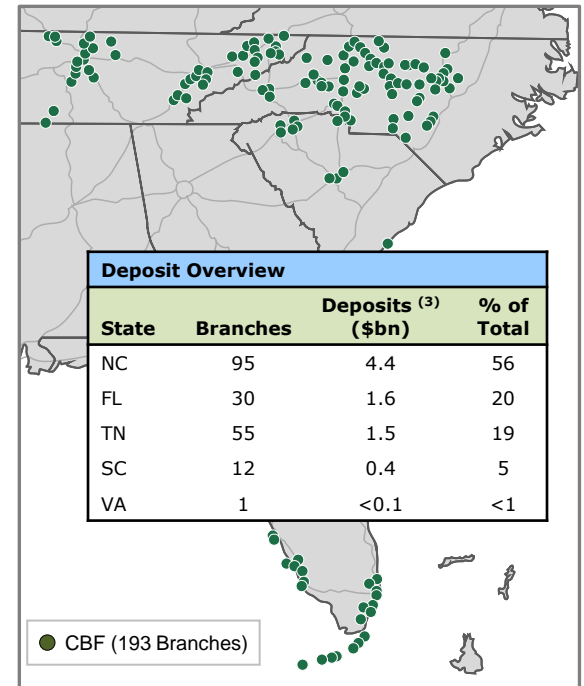 Deposit Overview
State Branches Deposits (3) ($bn) % of Total
NC 95 4.4 56
FL 30 1.6 20
TN 55 1.5 19
SC 12 0.4 5
VA 1 <0.1 <1
CBF (193 Branches)